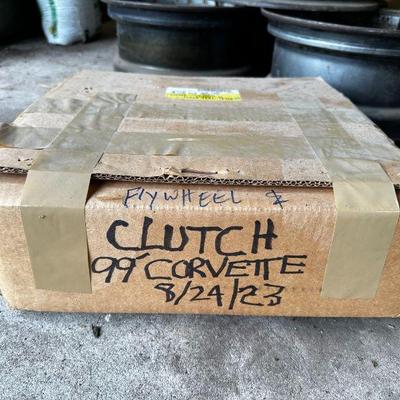 FlYWHEEL &
CLUTCH
99' CORVETTE
8/24/23